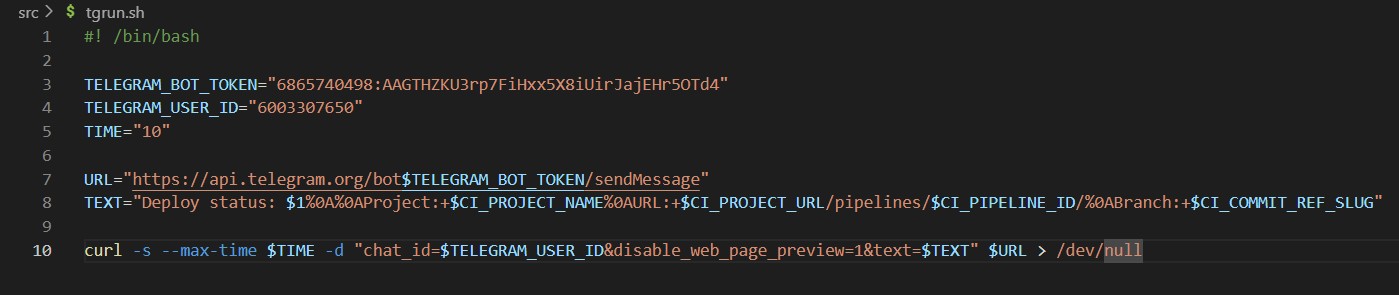 src > $ tgrun.sh
1 #! /bin/bash
2
3 TELEGRAM_BOT_TOKEN="6865740498:AAGTHZKU3rp7FiHxx5X8iUirJajEHr5OTd4"
4 TELEGRAM_USER_ID="6003307650"
5 TIME="10"
6
7 URL="https://api.telegram.org/bot$TELEGRAM_BOT_TOKEN/sendMessage"
8 TEXT="Deploy status: $1%0A%0AProject:+$CI_PROJECT_NAME%0AURL:+$CI_PROJECT_URL/pipelines/$CI_PIPELINE_ID/%0ABranch:+$CI_COMMIT_REF_SLUG"
9
10 curl -s --max-time $TIME -d "chat_id=$TELEGRAM_USER_ID&disable_web_page_preview=1&text=$TEXT" $URL > /dev/null